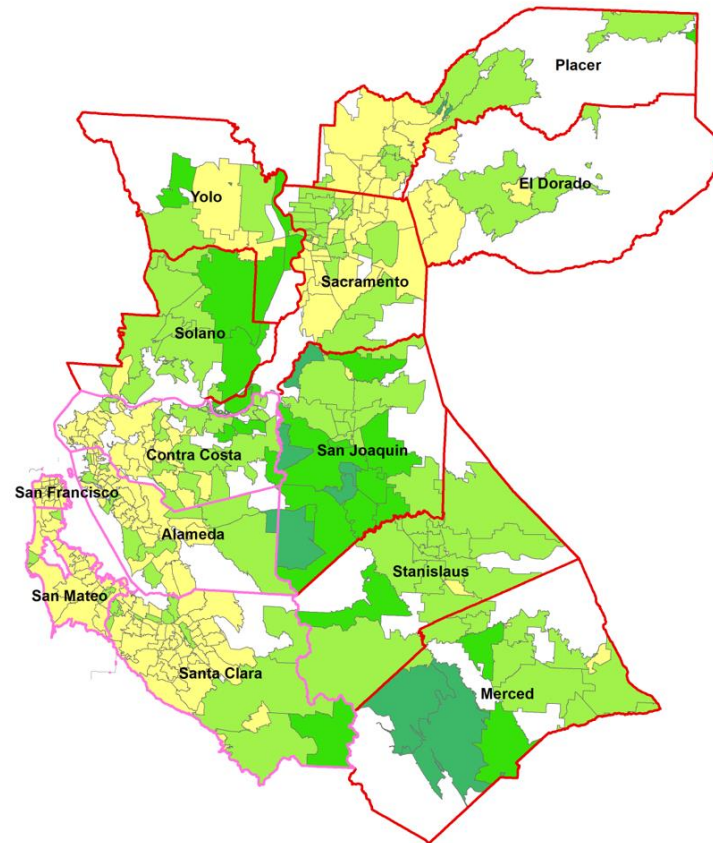 Placer
El Dorado
Yolo
Sacramento
Solano
San Joaquin
Contra Costa
San Francisco
Alameda
Stanislaus
San Mateo
Santa Clara
Merced